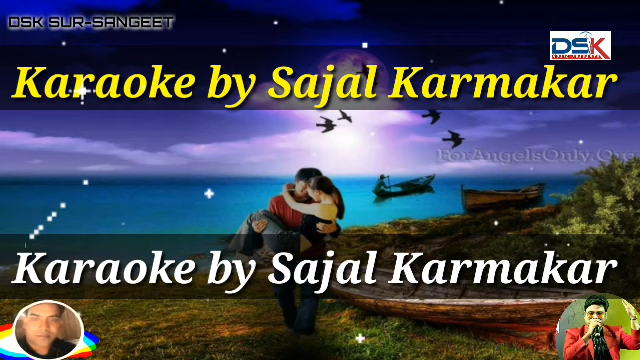 DSK SUR-SANGEET
DSK
Karaoke by Sajal Karmakar
ForAngelsOnly.Org
Karaoke by Sajal Karmakar